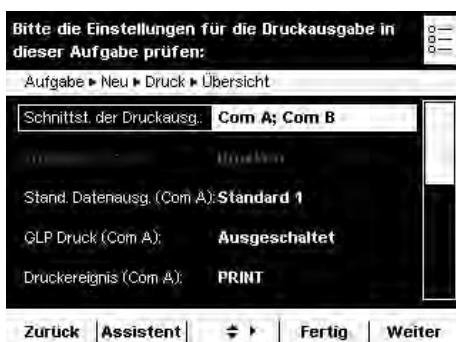 Bitte die Einstellungen für die Druckausgabe in
dieser Aufgabe prüfen:
Aufgabe ▸ Neu ▸ Druck ▸ Übersicht
Schnittst. der Druckausg.: Com A; Com B
Stand. Datenausg. (Com A): Standard 1
GLP Druck (Com A): Ausgeschaltet
Druckereignis (Com A): PRINT
Zurück Assistent Fertig Weiter